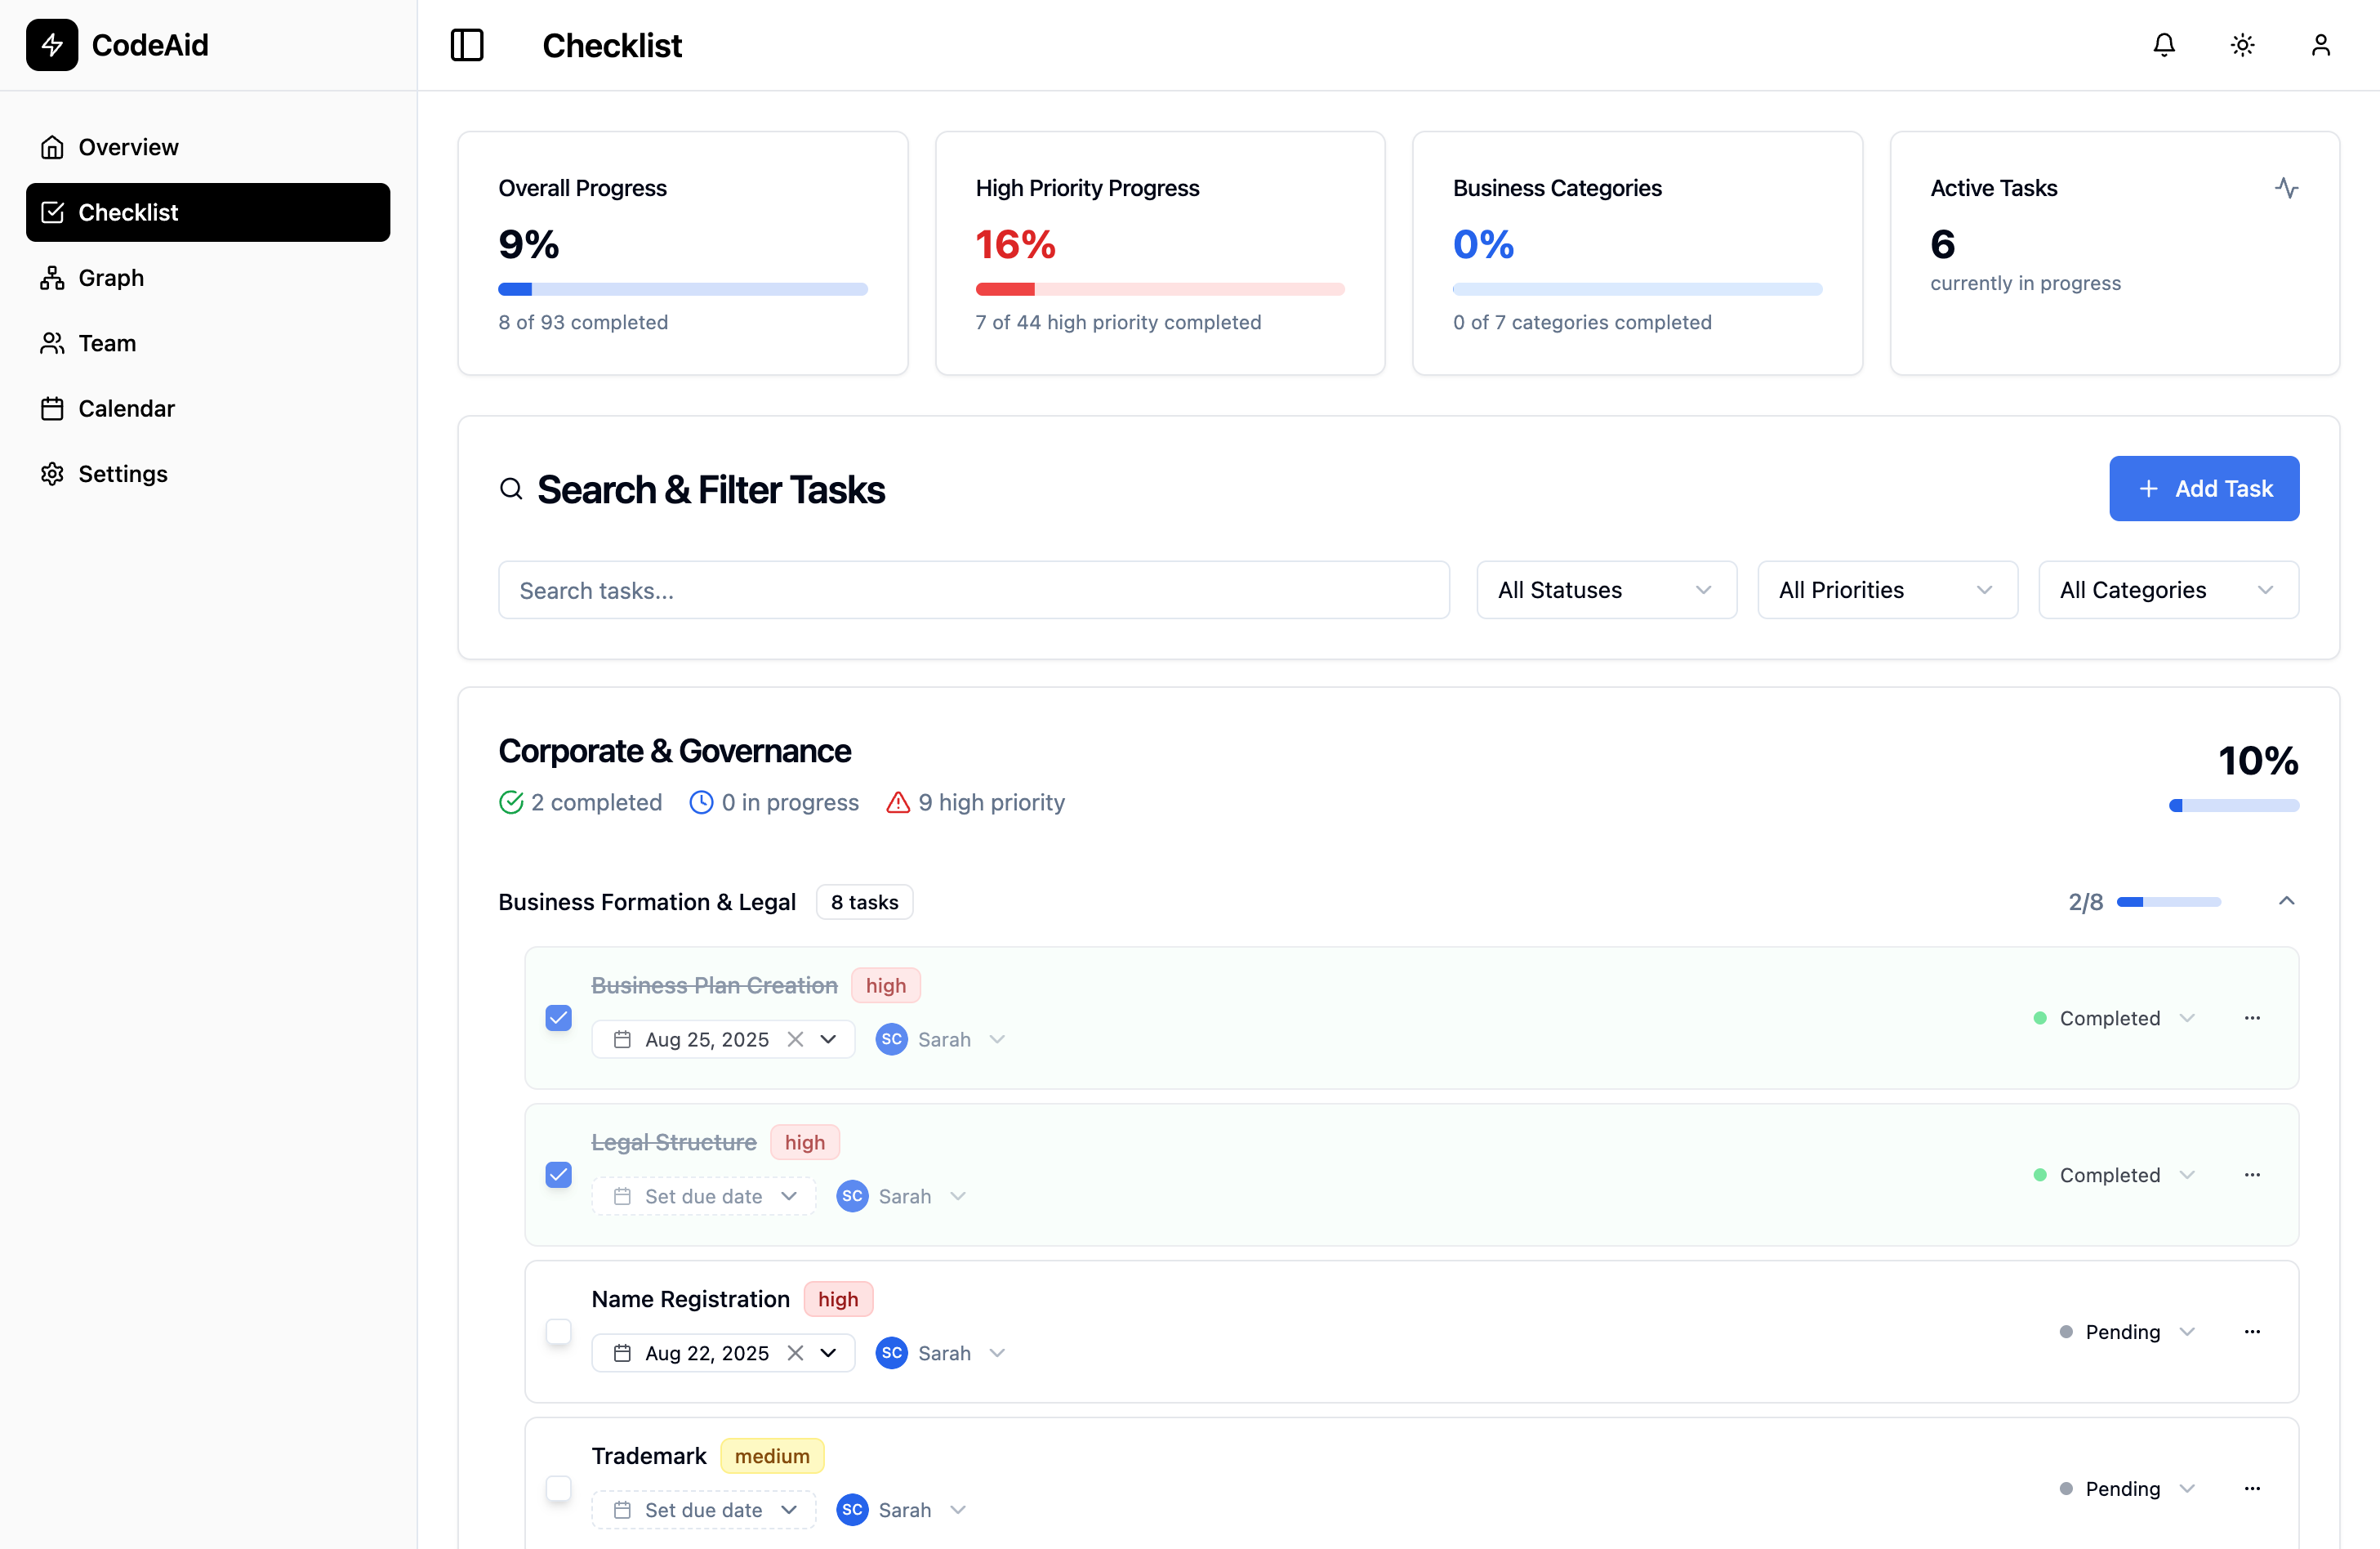 CodeAid
Checklist
Overview
Checklist
Graph
Team
Calendar
Settings
Overall Progress
9%
8 of 93 completed
High Priority Progress
16%
7 of 44 high priority completed
Business Categories
0%
0 of 7 categories completed
Active Tasks
6
currently in progress
Search & Filter Tasks
Add Task
Search tasks...
All Statuses
All Priorities
All Categories
Corporate & Governance
10%
2 completed 0 in progress 9 high priority
Business Formation & Legal 8 tasks 2/8
Business Plan Creation high
Aug 25, 2025 SC Sarah
Completed
Legal Structure high
Set due date SC Sarah
Completed
Name Registration high
Aug 22, 2025 SC Sarah
Pending
Trademark medium
Set due date SC Sarah
Pending